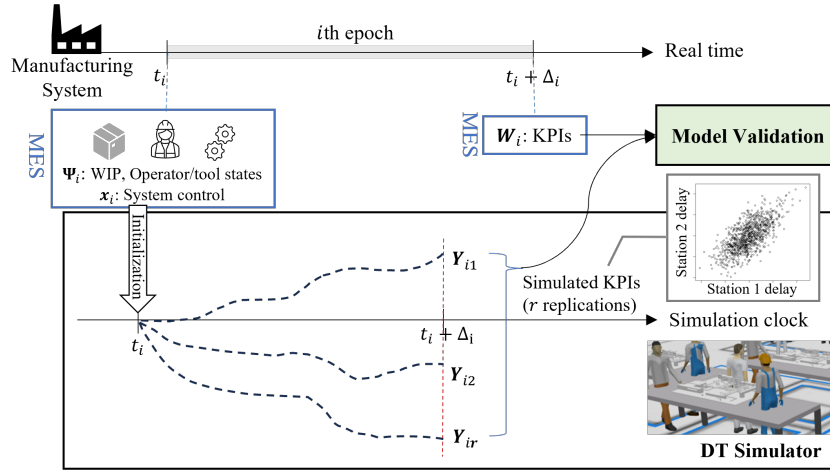 ith epoch
Real time
Manufacturing
System
t_i
t_i + Δ_i
MES
Ψ_i: WIP, Operator/tool states
x_i: System control
MES
W_i: KPIs
Model Validation
Initialization
Station 2 delay
Station 1 delay
Y_i1
Simulated KPIs
(r replications)
t_i
t_i + Δ_i
Simulation clock
Y_i2
Y_ir
DT Simulator